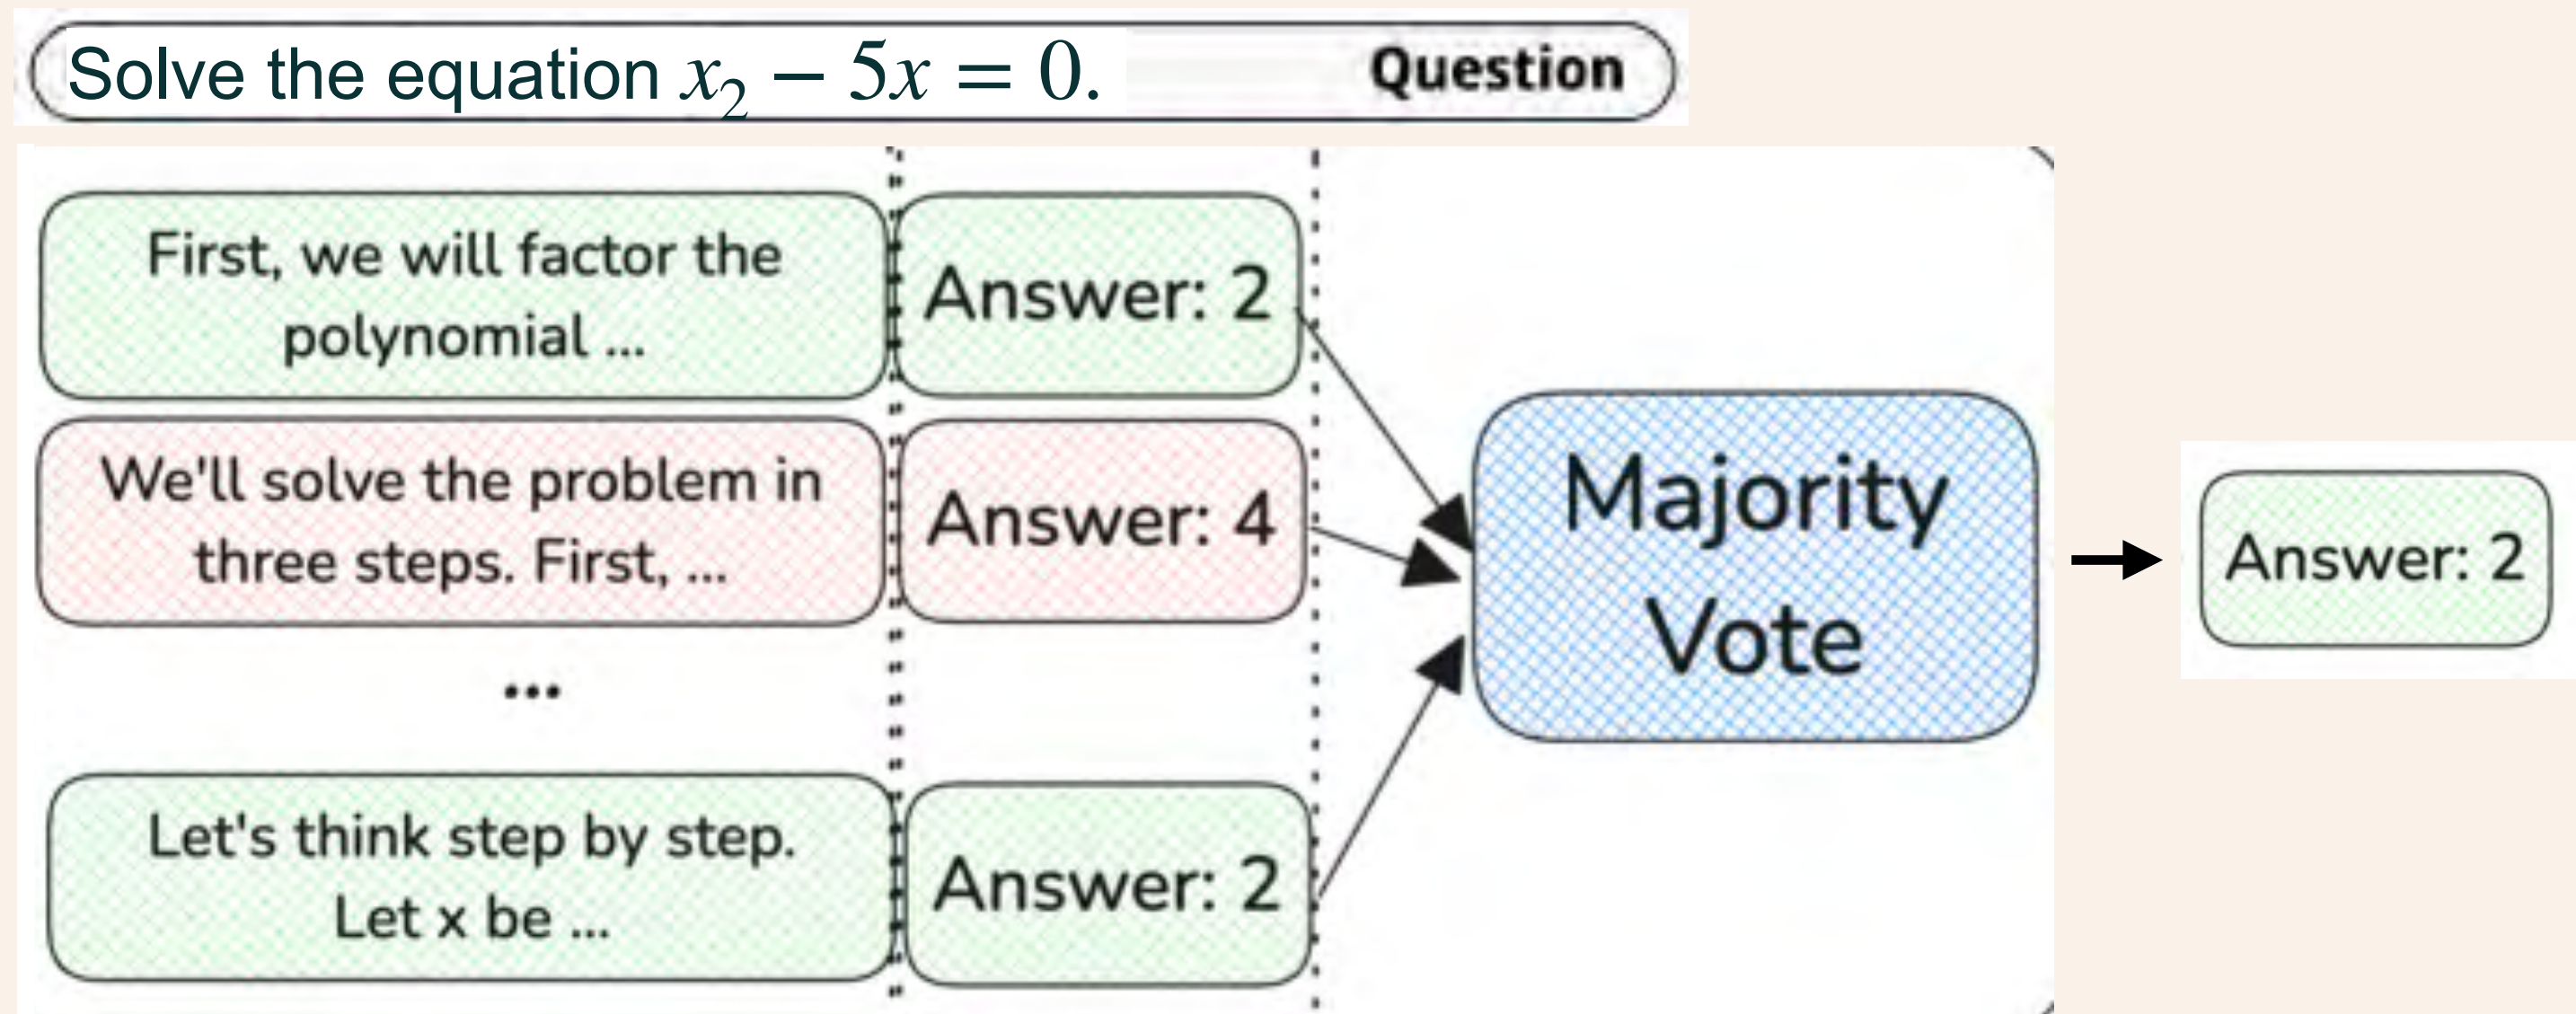 Solve the equation x₂ − 5x = 0.
Question
First, we will factor the
polynomial ...
Answer: 2
We'll solve the problem in
three steps. First, ...
Answer: 4
...
Let's think step by step.
Let x be ...
Answer: 2
Majority
Vote
Answer: 2